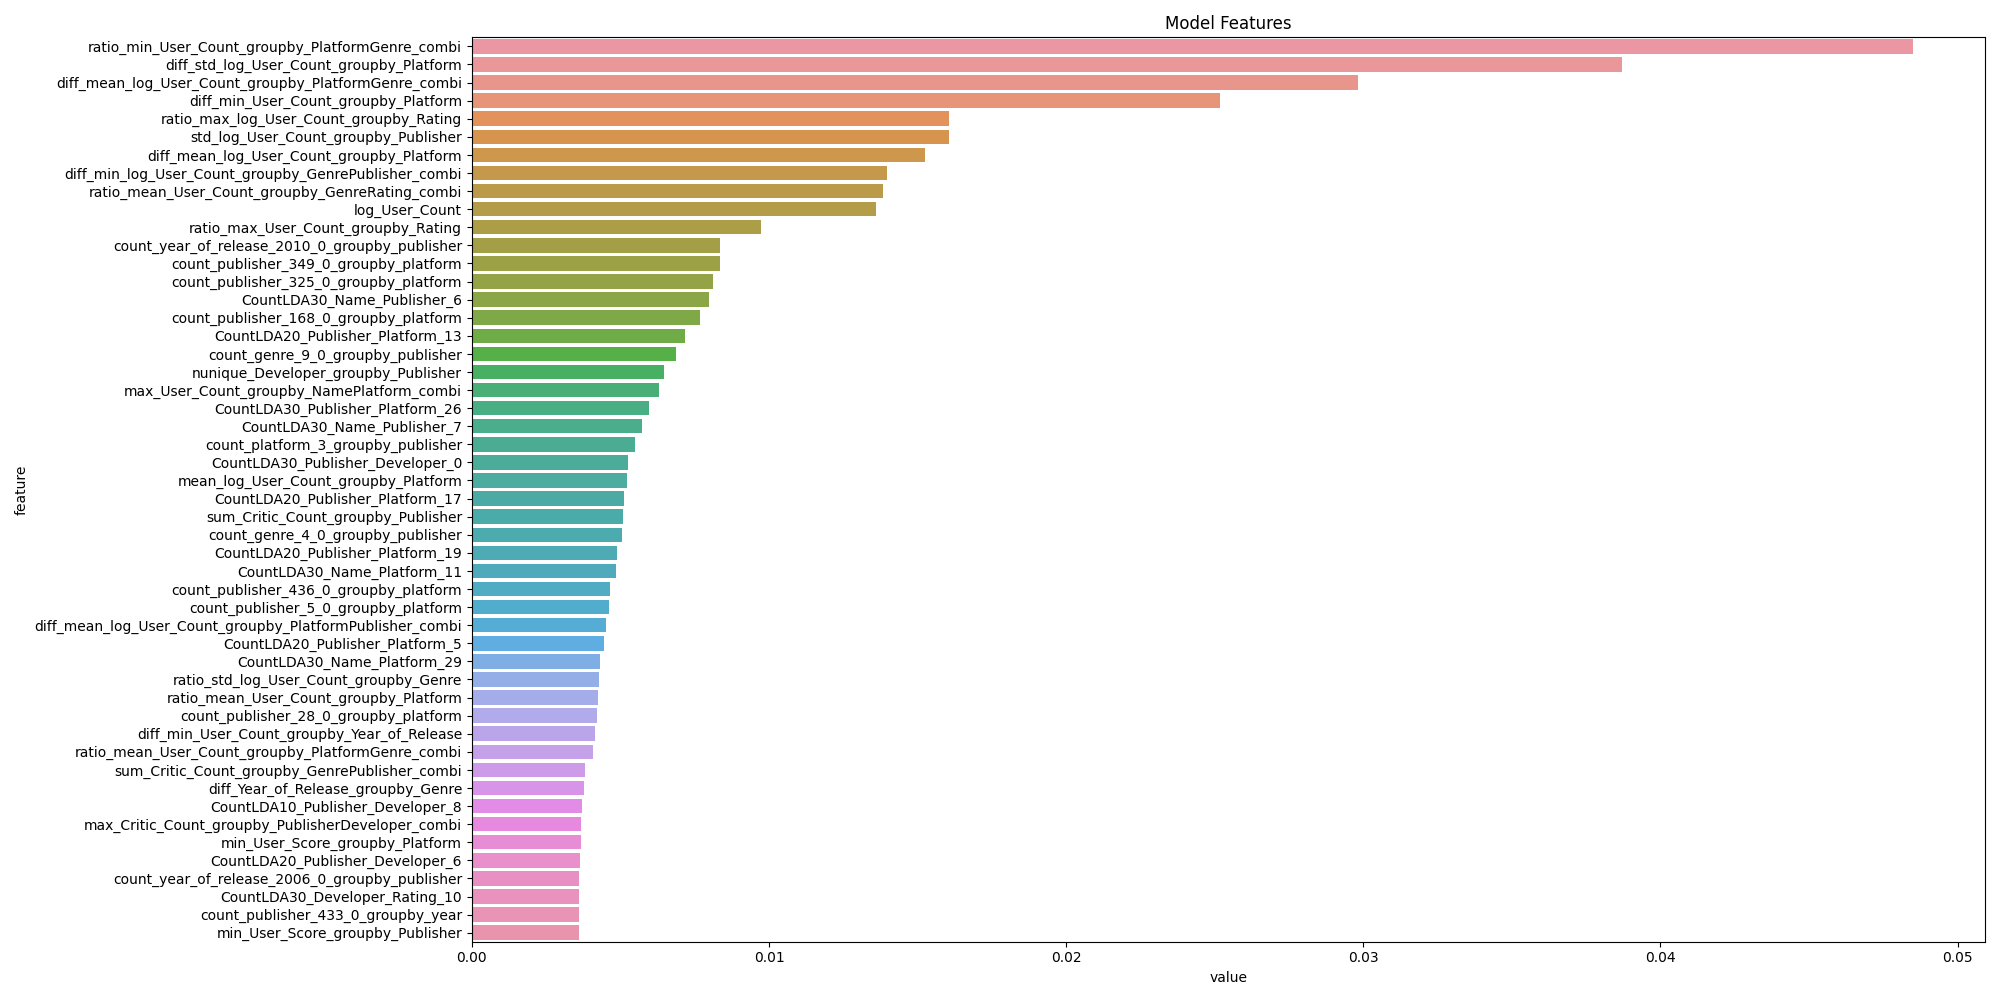 Model Features
ratio_min_User_Count_groupby_PlatformGenre_combi
diff_std_log_User_Count_groupby_Platform
diff_mean_log_User_Count_groupby_PlatformGenre_combi
diff_min_User_Count_groupby_Platform
ratio_max_log_User_Count_groupby_Rating
std_log_User_Count_groupby_Publisher
diff_mean_log_User_Count_groupby_Platform
diff_min_log_User_Count_groupby_GenrePublisher_combi
ratio_mean_User_Count_groupby_GenreRating_combi
log_User_Count
ratio_max_User_Count_groupby_Rating
count_year_of_release_2010_0_groupby_publisher
count_publisher_349_0_groupby_platform
count_publisher_325_0_groupby_platform
CountLDA30_Name_Publisher_6
count_publisher_168_0_groupby_platform
CountLDA20_Publisher_Platform_13
count_genre_9_0_groupby_publisher
nunique_Developer_groupby_Publisher
max_User_Count_groupby_NamePlatform_combi
CountLDA30_Publisher_Platform_26
CountLDA30_Name_Publisher_7
count_platform_3_groupby_publisher
CountLDA30_Publisher_Developer_0
mean_log_User_Count_groupby_Platform
CountLDA20_Publisher_Platform_17
sum_Critic_Count_groupby_Publisher
count_genre_4_0_groupby_publisher
CountLDA20_Publisher_Platform_19
CountLDA30_Name_Platform_11
count_publisher_436_0_groupby_platform
count_publisher_5_0_groupby_platform
diff_mean_log_User_Count_groupby_PlatformPublisher_combi
CountLDA20_Publisher_Platform_5
CountLDA30_Name_Platform_29
ratio_std_log_User_Count_groupby_Genre
ratio_mean_User_Count_groupby_Platform
count_publisher_28_0_groupby_platform
diff_min_User_Count_groupby_Year_of_Release
ratio_mean_User_Count_groupby_PlatformGenre_combi
sum_Critic_Count_groupby_GenrePublisher_combi
diff_Year_of_Release_groupby_Genre
CountLDA10_Publisher_Developer_8
max_Critic_Count_groupby_PublisherDeveloper_combi
min_User_Score_groupby_Platform
CountLDA20_Publisher_Developer_6
count_year_of_release_2006_0_groupby_publisher
CountLDA30_Developer_Rating_10
count_publisher_433_0_groupby_year
min_User_Score_groupby_Publisher
feature
0.00 0.01 0.02 0.03 0.04 0.05
value